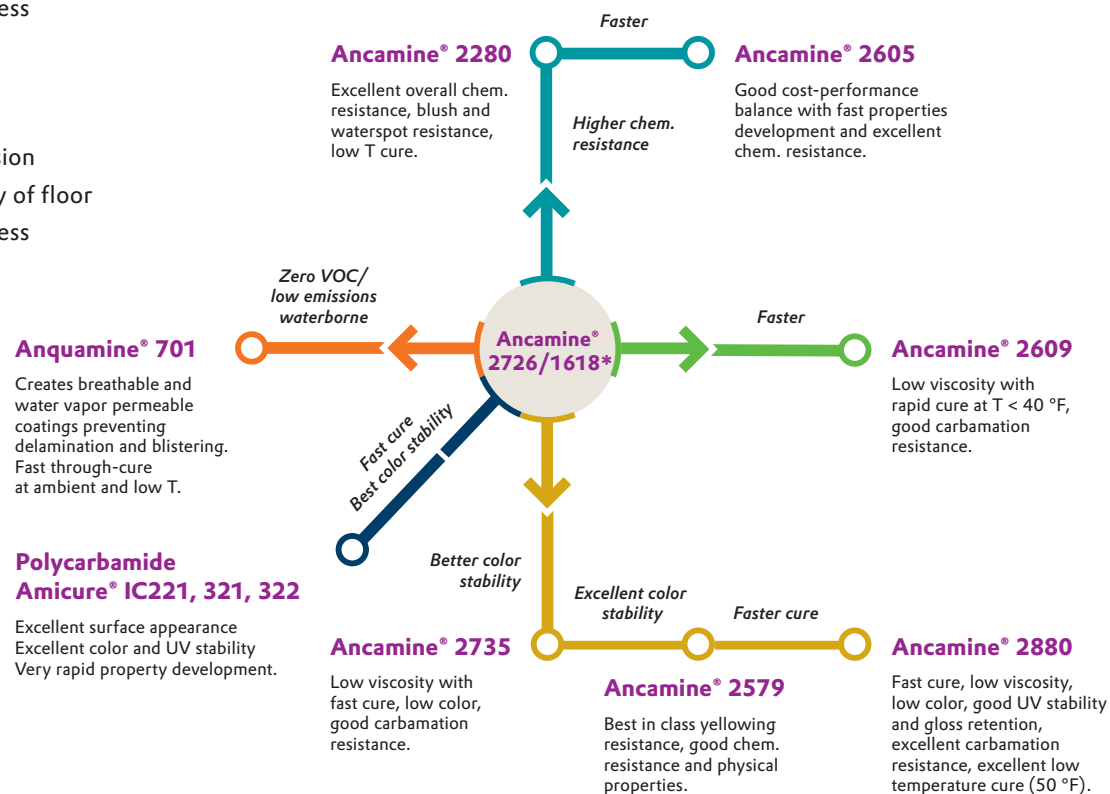 ess
sion
y of floor
ess
Faster
Ancamine® 2280
Excellent overall chem.
resistance, blush and
waterspot resistance,
low T cure.
Higher chem.
resistance
Ancamine® 2605
Good cost-performance
balance with fast properties
development and excellent
chem. resistance.
Zero VOC/
low emissions
waterborne
Anquamine® 701
Creates breathable and
water vapor permeable
coatings preventing
delamination and blistering.
Fast through-cure
at ambient and low T.
Ancamine®
2726/1618*
Faster
Ancamine® 2609
Low viscosity with
rapid cure at T < 40 °F,
good carbamation
resistance.
Fast cure
Best color stability
Polycarbamide
Amicure® IC221, 321, 322
Excellent surface appearance
Excellent color and UV stability
Very rapid property development.
Better color
stability
Excellent color
stability
Faster cure
Ancamine® 2735
Low viscosity with
fast cure, low color,
good carbamation
resistance.
Ancamine® 2579
Best in class yellowing
resistance, good chem.
resistance and physical
properties.
Ancamine® 2880
Fast cure, low viscosity,
low color, good UV stability
and gloss retention,
excellent carbamation
resistance, excellent low
temperature cure (50 °F).